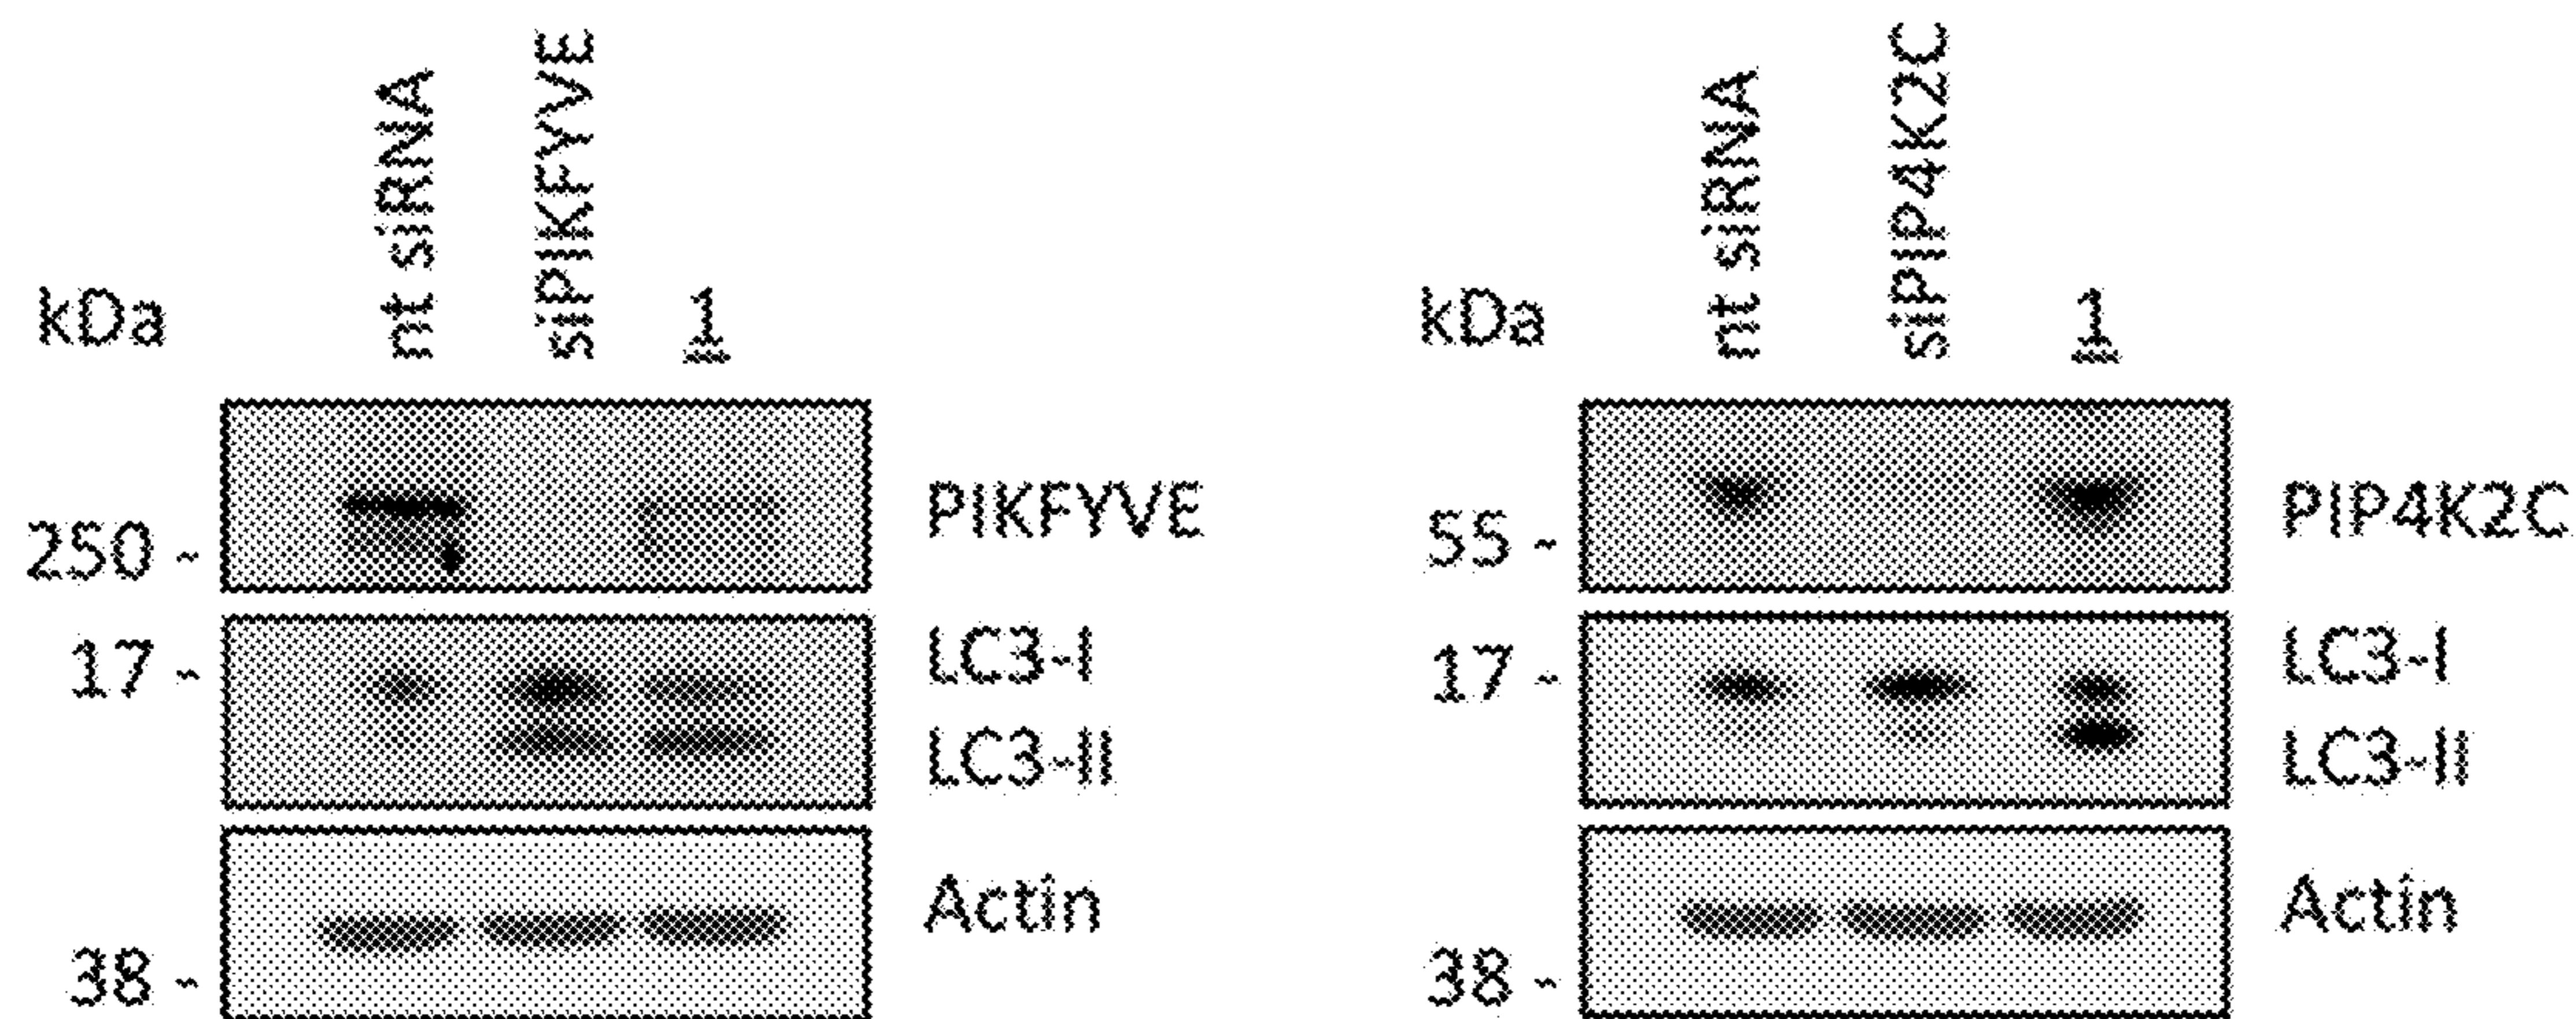 kDa
nt siRNA
siPIKFYVE
1
250 -
PIKFYVE
17 -
LC3-I
LC3-II
Actin
38 -
kDa
nt siRNA
siPIP4K2C
1
55 -
PIP4K2C
17 -
LC3-I
LC3-II
Actin
38 -